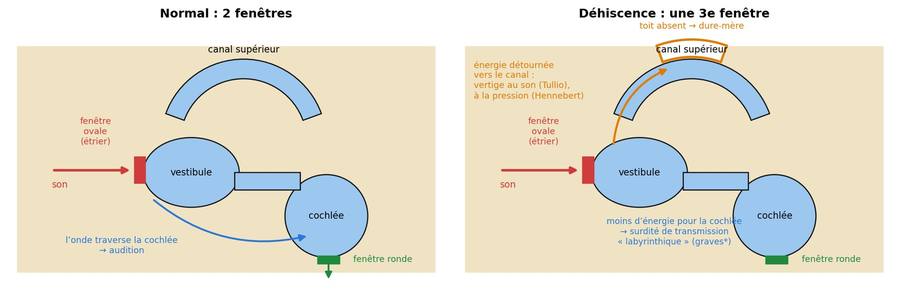 Normal : 2 fenêtres
canal supérieur
fenêtre
ovale
(étrier)
vestibule
son
cochlée
l’onde traverse la cochlée
→ audition
fenêtre ronde
Déhiscence : une 3e fenêtre
toit absent → dure-mère
canal supérieur
énergie détournée
vers le canal :
vertige au son (Tullio),
à la pression (Hennebert)
fenêtre
ovale
(étrier)
vestibule
son
cochlée
moins d’énergie pour la cochlée
→ surdité de transmission
« labyrinthique » (graves*)
fenêtre ronde